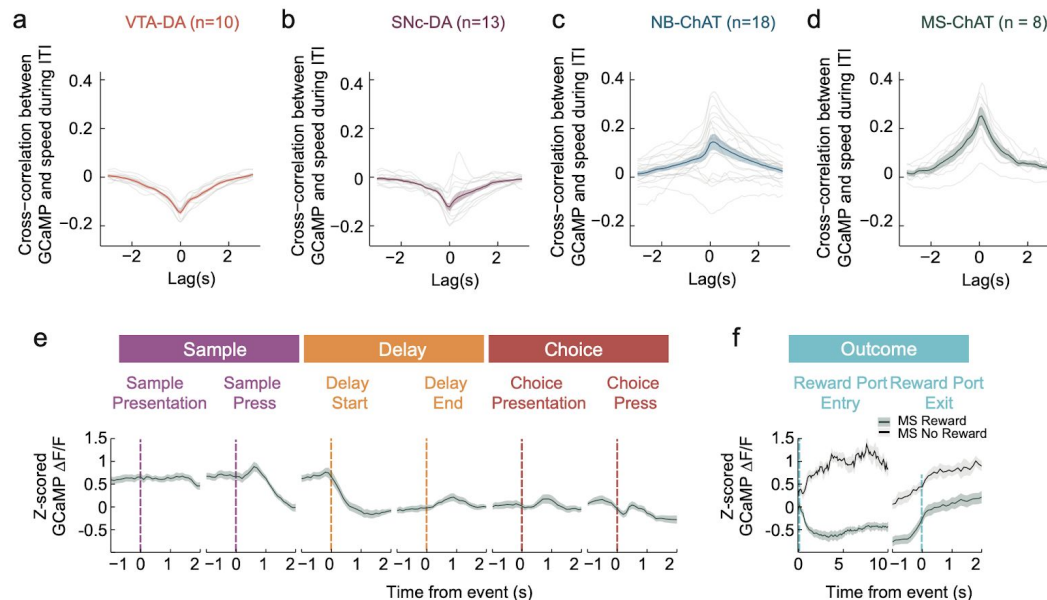 a
VTA-DA (n=10)
Cross-correlation between
GCaMP and speed during ITI
0.4
0.2
0
−0.2
−2 0 2
Lag(s)
b
SNc-DA (n=13)
Cross-correlation between
GCaMP and speed during ITI
0.4
0.2
0
−0.2
−2 0 2
Lag(s)
c
NB-ChAT (n=18)
Cross-correlation between
GCaMP and speed during ITI
0.4
0.2
0
−0.2
−2 0 2
Lag(s)
d
MS-ChAT (n = 8)
Cross-correlation between
GCaMP and speed during ITI
0.4
0.2
0
−0.2
−2 0 2
Lag(s)
e
Sample
Delay
Choice
Sample
Presentation
Sample
Press
Delay
Start
Delay
End
Choice
Presentation
Choice
Press
Z-scored
GCaMP ΔF/F
1.5
1
0.5
0
-0.5
−1 0 1 2
−1 0 1 2
−1 0 1 2
−1 0 1 2
−1 0 1 2
−1 0 1 2
Time from event (s)
f
Outcome
Reward Port
Entry
Reward Port
Exit
MS Reward
MS No Reward
Z-scored
GCaMP ΔF/F
1.5
1
0.5
0
-0.5
0 5 10
−1 0 1 2
Time from event (s)